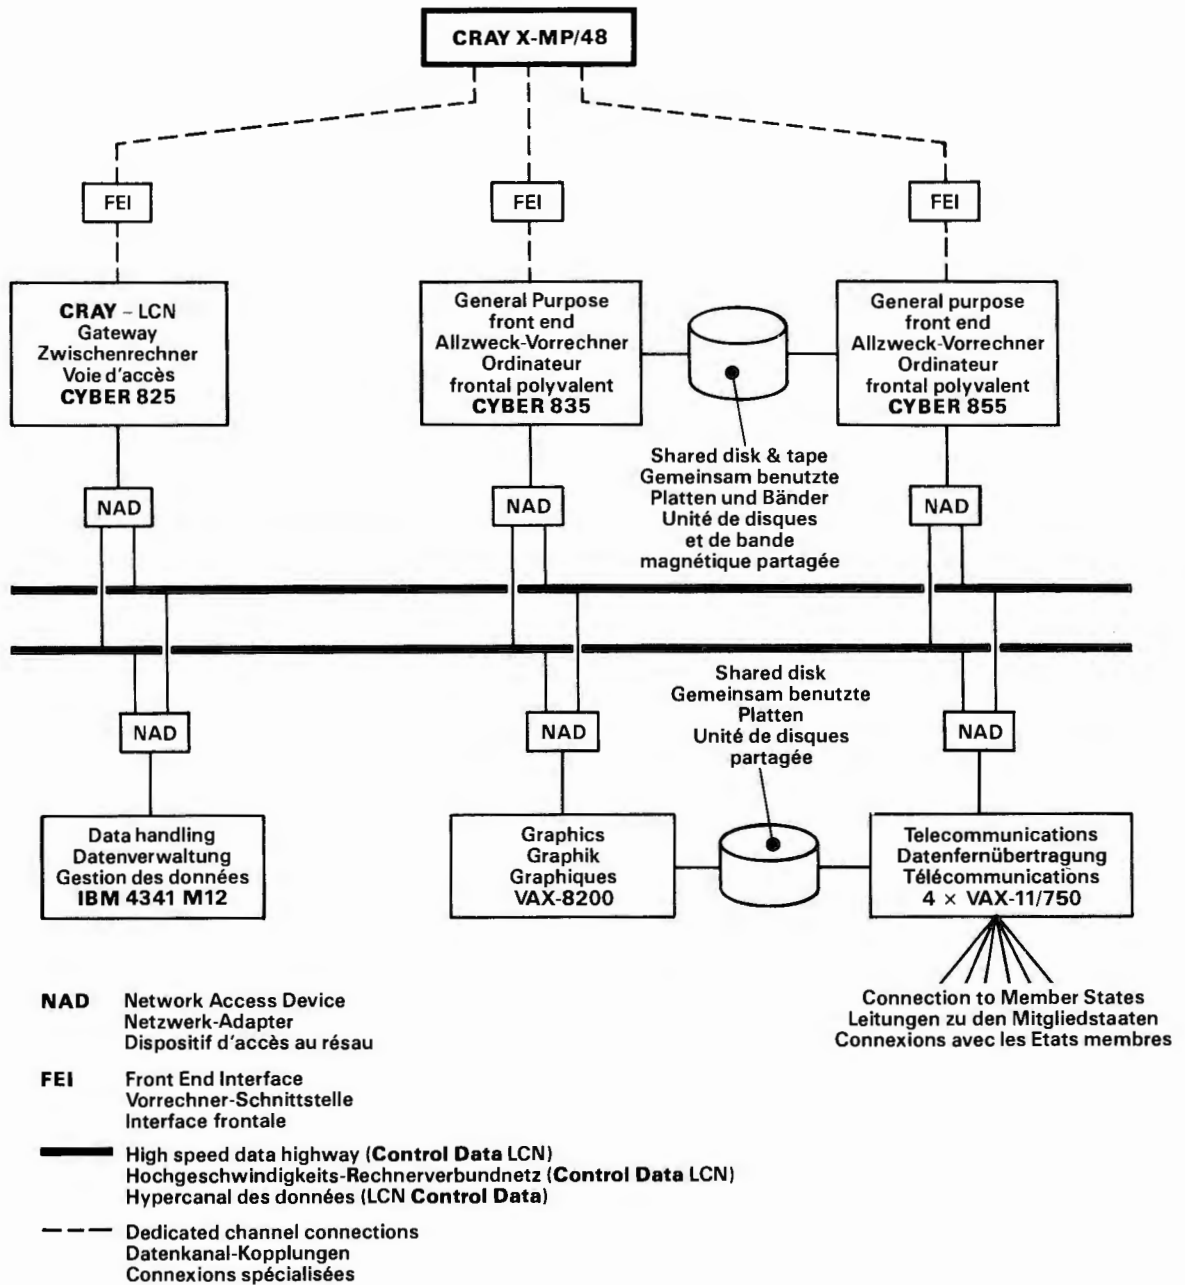 CRAY X-MP/48
FEI
FEI
FEI
CRAY – LCN
Gateway
Zwischenrechner
Voie d'accès
CYBER 825
General Purpose
front end
Allzweck-Vorrechner
Ordinateur
frontal polyvalent
CYBER 835
General purpose
front end
Allzweck-Vorrechner
Ordinateur
frontal polyvalent
CYBER 855
Shared disk & tape
Gemeinsam benutzte
Platten und Bänder
Unité de disques
et de bande
magnétique partagée
NAD
NAD
NAD
Shared disk
Gemeinsam benutzte
Platten
Unité de disques
partagée
NAD
NAD
NAD
Data handling
Datenverwaltung
Gestion des données
IBM 4341 M12
Graphics
Graphik
Graphiques
VAX-8200
Telecommunications
Datenfernübertragung
Télécommunications
4 × VAX-11/750
Connection to Member States
Leitungen zu den Mitgliedstaaten
Connexions avec les Etats membres
NAD Network Access Device
Netzwerk-Adapter
Dispositif d'accès au résau
FEI Front End Interface
Vorrechner-Schnittstelle
Interface frontale
High speed data highway (Control Data LCN)
Hochgeschwindigkeits-Rechnerverbundnetz (Control Data LCN)
Hypercanal des données (LCN Control Data)
Dedicated channel connections
Datenkanal-Kopplungen
Connexions spécialisées